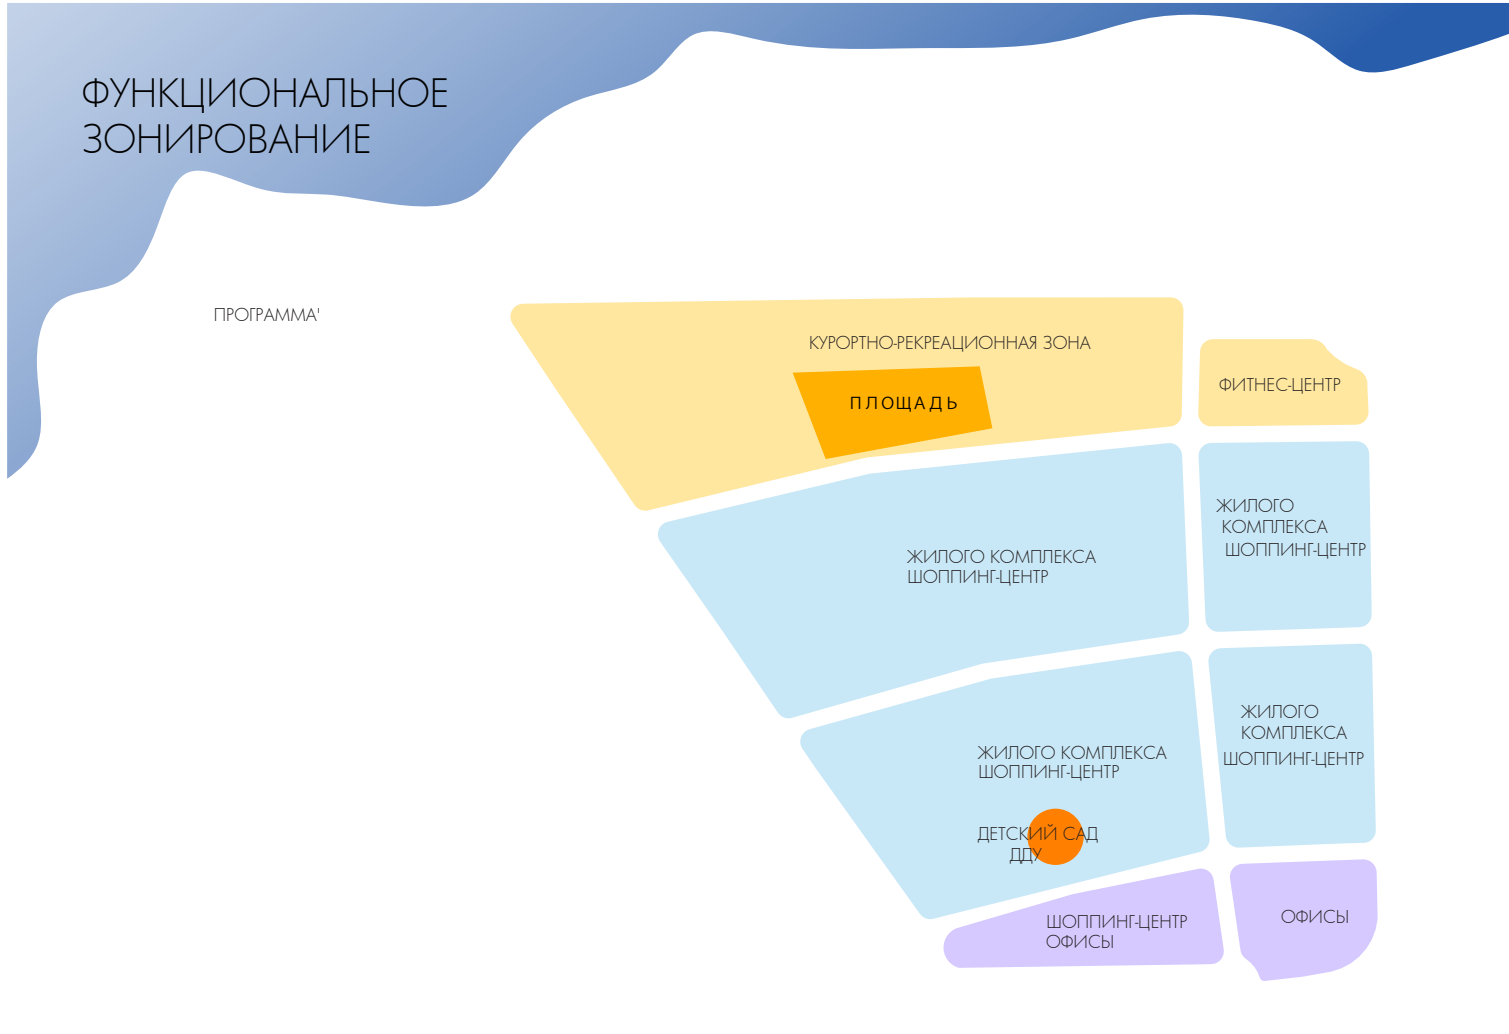 ФУНКЦИОНАЛЬНОЕ
ЗОНИРОВАНИЕ
ПРОГРАММА'
КУРОРТНО-РЕКРЕАЦИОННАЯ ЗОНА
ПЛОЩАДЬ
ФИТНЕС-ЦЕНТР
ЖИЛОГО
КОМПЛЕКСА
ШОППИНГ-ЦЕНТР
ЖИЛОГО КОМПЛЕКСА
ШОППИНГ-ЦЕНТР
ЖИЛОГО
КОМПЛЕКСА
ШОППИНГ-ЦЕНТР
ЖИЛОГО КОМПЛЕКСА
ШОППИНГ-ЦЕНТР
ДЕТСКИЙ САД
ДДУ
ШОППИНГ-ЦЕНТР
ОФИСЫ
ОФИСЫ